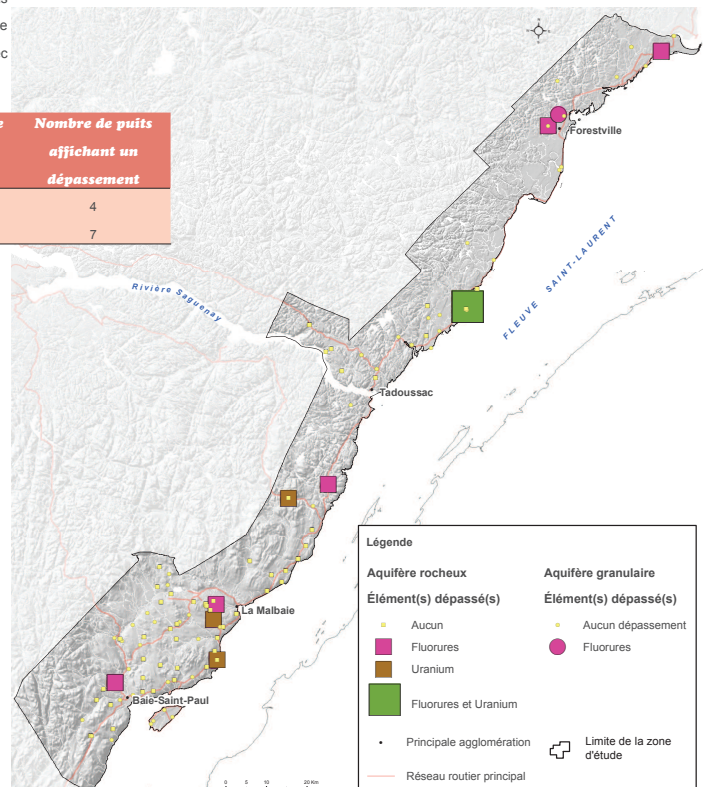 Nombre de puits
affichant un
dépassement
4
7
Forestville
FLEUVE SAINT-LAURENT
Rivière Saguenay
Tadoussac
La Malbaie
Baie-Saint-Paul
0 5 10 20 Km
Légende
Aquifère rocheux
Élément(s) dépassé(s)
Aucun
Fluorures
Uranium
Fluorures et Uranium
Principale agglomération
Réseau routier principal
Aquifère granulaire
Élément(s) dépassé(s)
Aucun dépassement
Fluorures
Limite de la zone
d'étude